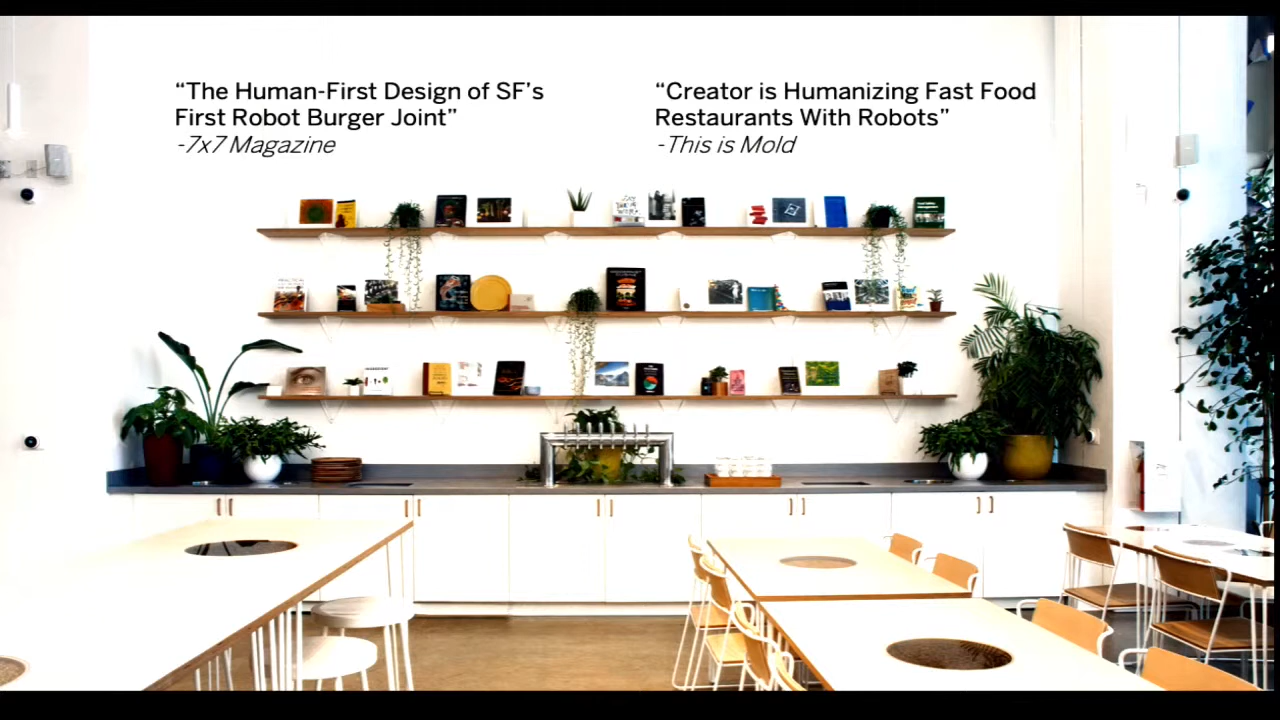 “The Human-First Design of SF’s
First Robot Burger Joint”
-7x7 Magazine
“Creator is Humanizing Fast Food
Restaurants With Robots”
-This is Mold